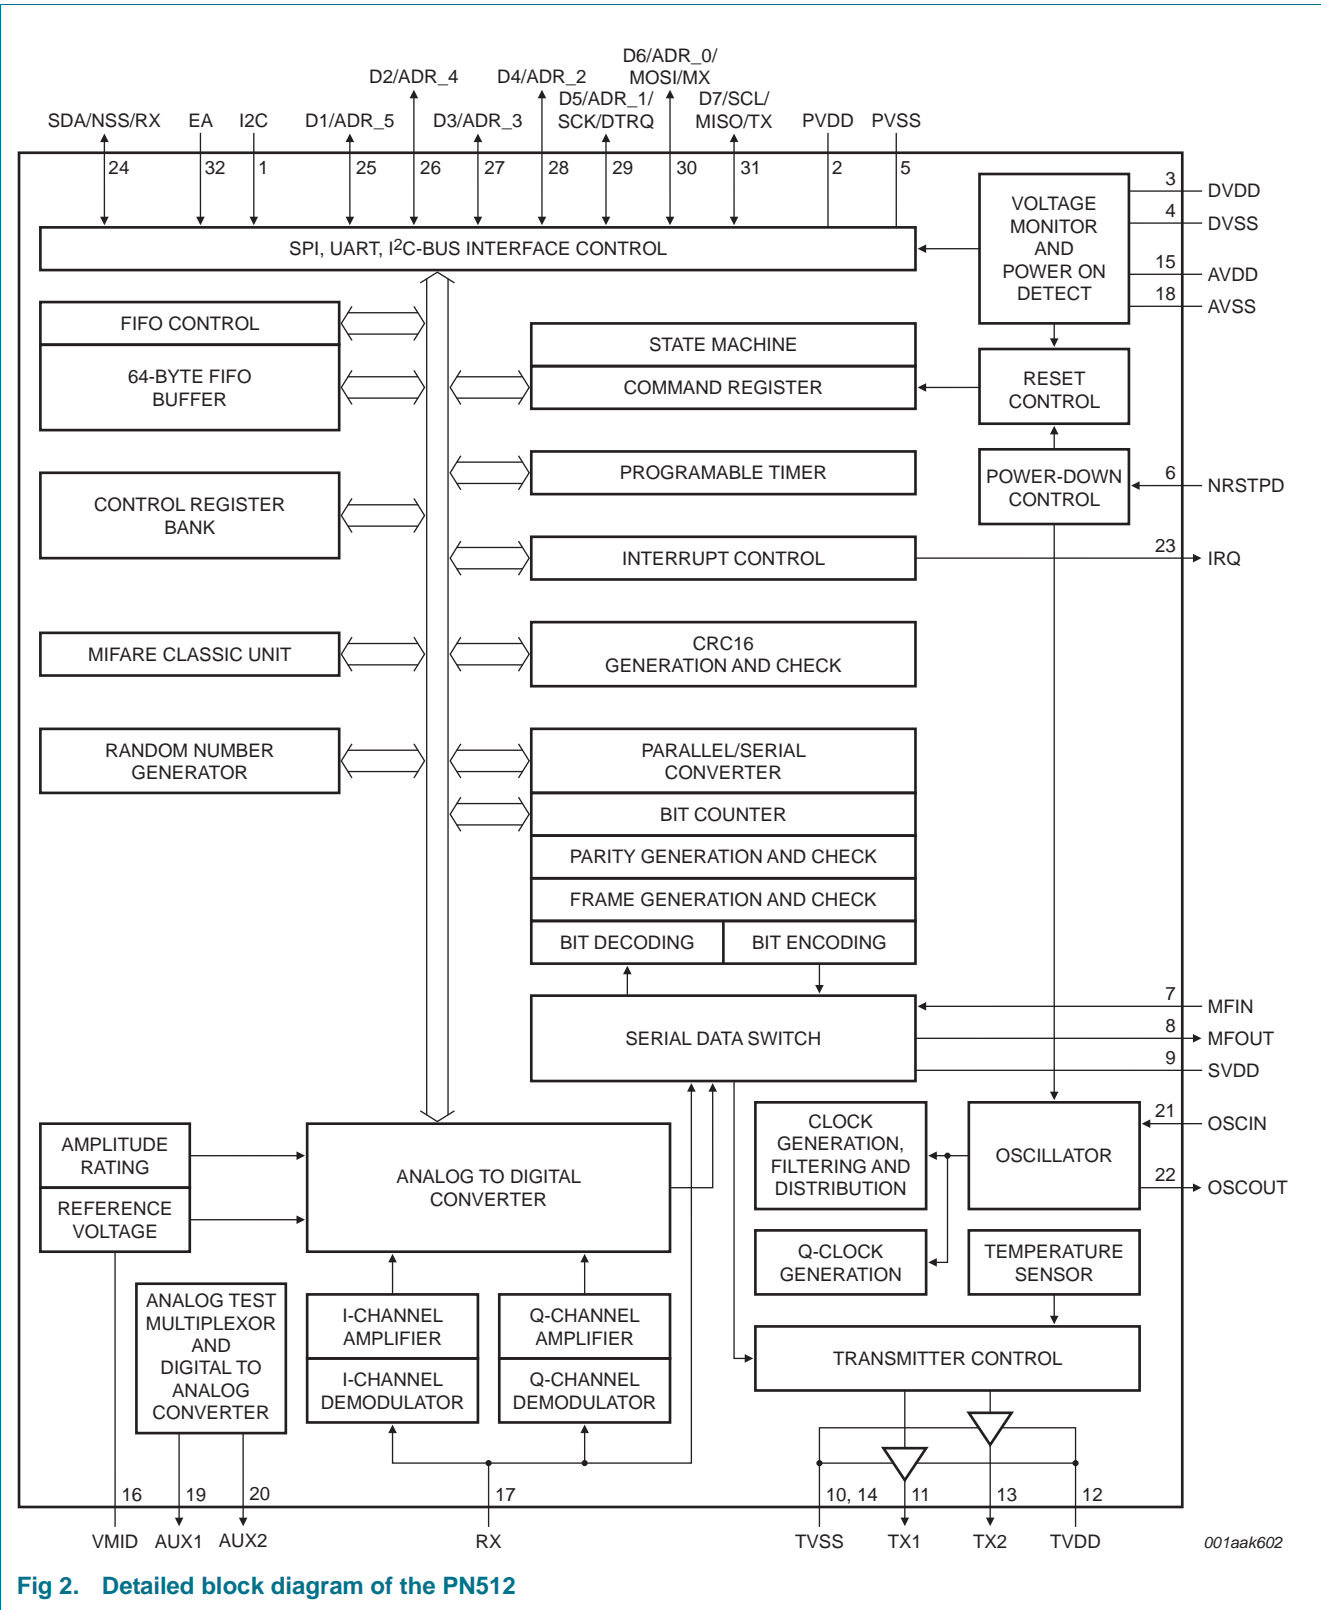 D6/ADR_0/
MOSI/MX
D2/ADR_4
D4/ADR_2
D5/ADR_1/
SCK/DTRQ
D7/SCL/
MISO/TX
SDA/NSS/RX
EA
I2C
D1/ADR_5
D3/ADR_3
PVDD
PVSS
24
32
1
25
26
27
28
29
30
31
2
5
SPI, UART, I2C-BUS INTERFACE CONTROL
VOLTAGE
MONITOR
AND
POWER ON
DETECT
3
DVDD
4
DVSS
15
AVDD
18
AVSS
FIFO CONTROL
64-BYTE FIFO
BUFFER
STATE MACHINE
COMMAND REGISTER
RESET
CONTROL
CONTROL REGISTER
BANK
PROGRAMABLE TIMER
POWER-DOWN
CONTROL
6
NRSTPD
INTERRUPT CONTROL
23
IRQ
MIFARE CLASSIC UNIT
CRC16
GENERATION AND CHECK
RANDOM NUMBER
GENERATOR
PARALLEL/SERIAL
CONVERTER
BIT COUNTER
PARITY GENERATION AND CHECK
FRAME GENERATION AND CHECK
BIT DECODING
BIT ENCODING
SERIAL DATA SWITCH
7
MFIN
8
MFOUT
9
SVDD
AMPLITUDE
RATING
REFERENCE
VOLTAGE
ANALOG TO DIGITAL
CONVERTER
CLOCK
GENERATION,
FILTERING AND
DISTRIBUTION
OSCILLATOR
21
OSCIN
22
OSCOUT
Q-CLOCK
GENERATION
TEMPERATURE
SENSOR
ANALOG TEST
MULTIPLEXOR
AND
DIGITAL TO
ANALOG
CONVERTER
I-CHANNEL
AMPLIFIER
I-CHANNEL
DEMODULATOR
Q-CHANNEL
AMPLIFIER
Q-CHANNEL
DEMODULATOR
TRANSMITTER CONTROL
16
19
20
17
10, 14
11
13
12
VMID
AUX1
AUX2
RX
TVSS
TX1
TX2
TVDD
001aak602
Fig 2. Detailed block diagram of the PN512